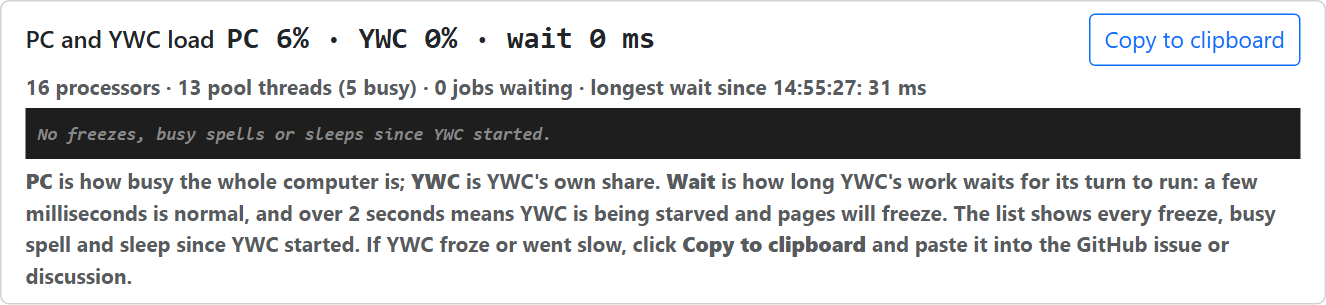 PC and YWC load PC 6% · YWC 0% · wait 0 ms
Copy to clipboard
16 processors · 13 pool threads (5 busy) · 0 jobs waiting · longest wait since 14:55:27: 31 ms
No freezes, busy spells or sleeps since YWC started.
PC is how busy the whole computer is; YWC is YWC's own share. Wait is how long YWC's work waits for its turn to run: a few
milliseconds is normal, and over 2 seconds means YWC is being starved and pages will freeze. The list shows every freeze, busy
spell and sleep since YWC started. If YWC froze or went slow, click Copy to clipboard and paste it into the GitHub issue or
discussion.